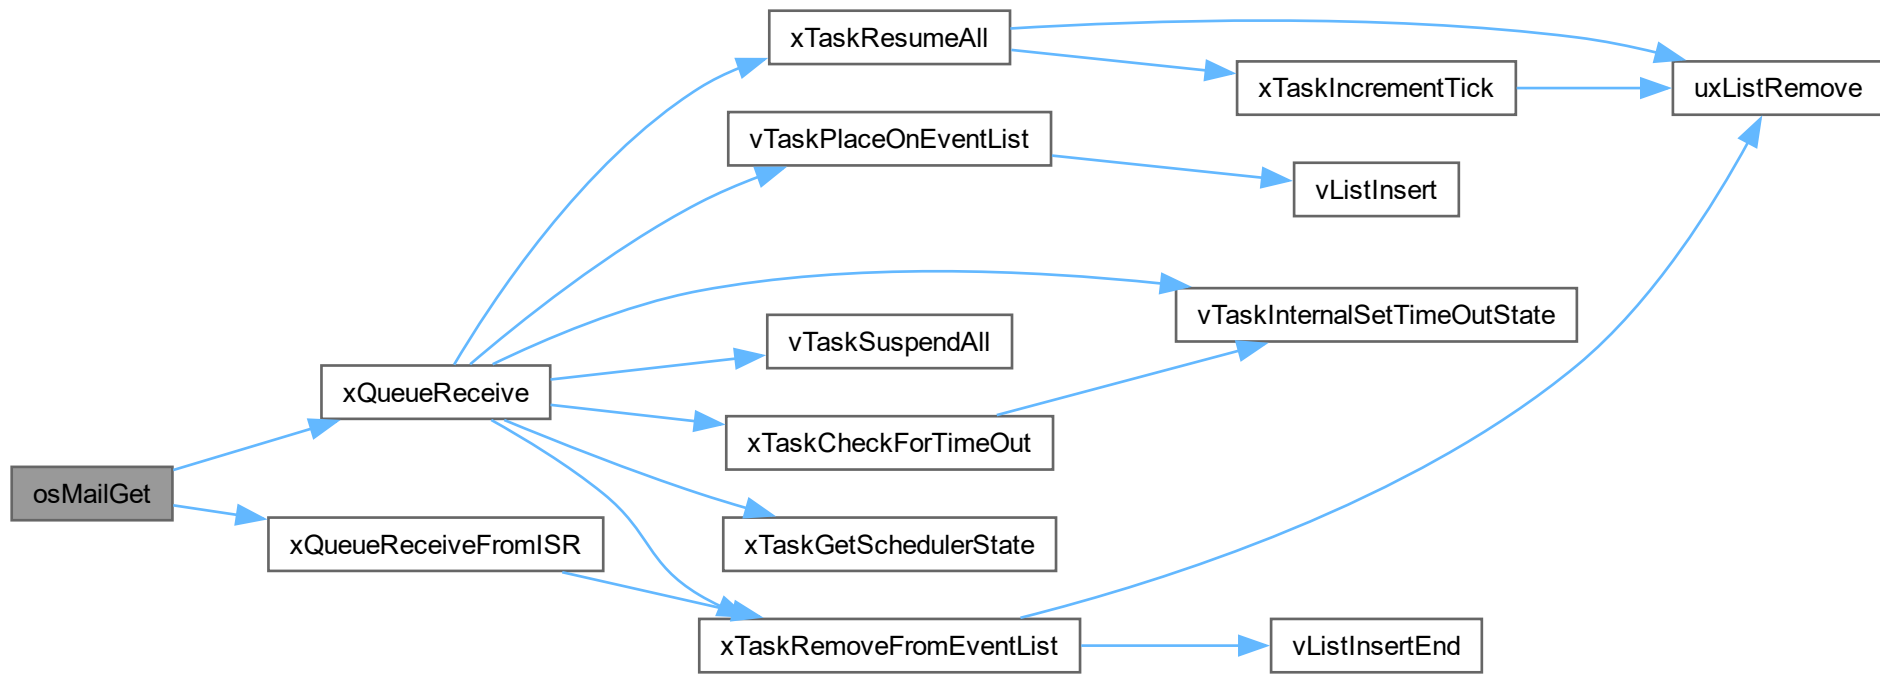 xTaskResumeAll
xTaskIncrementTick
uxListRemove
vTaskPlaceOnEventList
vListInsert
vTaskInternalSetTimeOutState
vTaskSuspendAll
xQueueReceive
xTaskCheckForTimeOut
osMailGet
xQueueReceiveFromISR
xTaskGetSchedulerState
xTaskRemoveFromEventList
vListInsertEnd